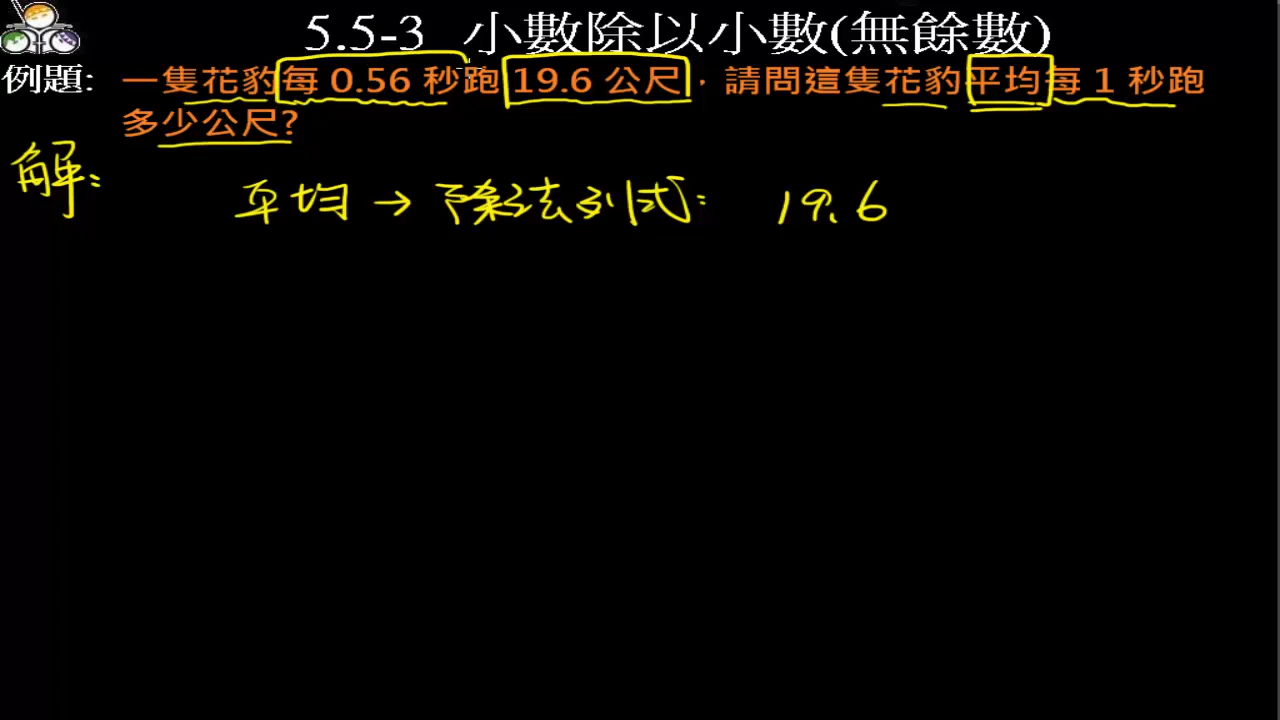 5.5-3 小數除以小數(無餘數)
例題: 一隻花豹每 0.56 秒跑 19.6 公尺，請問這隻花豹平均每 1 秒跑
多少公尺?
解:
平均 → 除法列式: 19.6